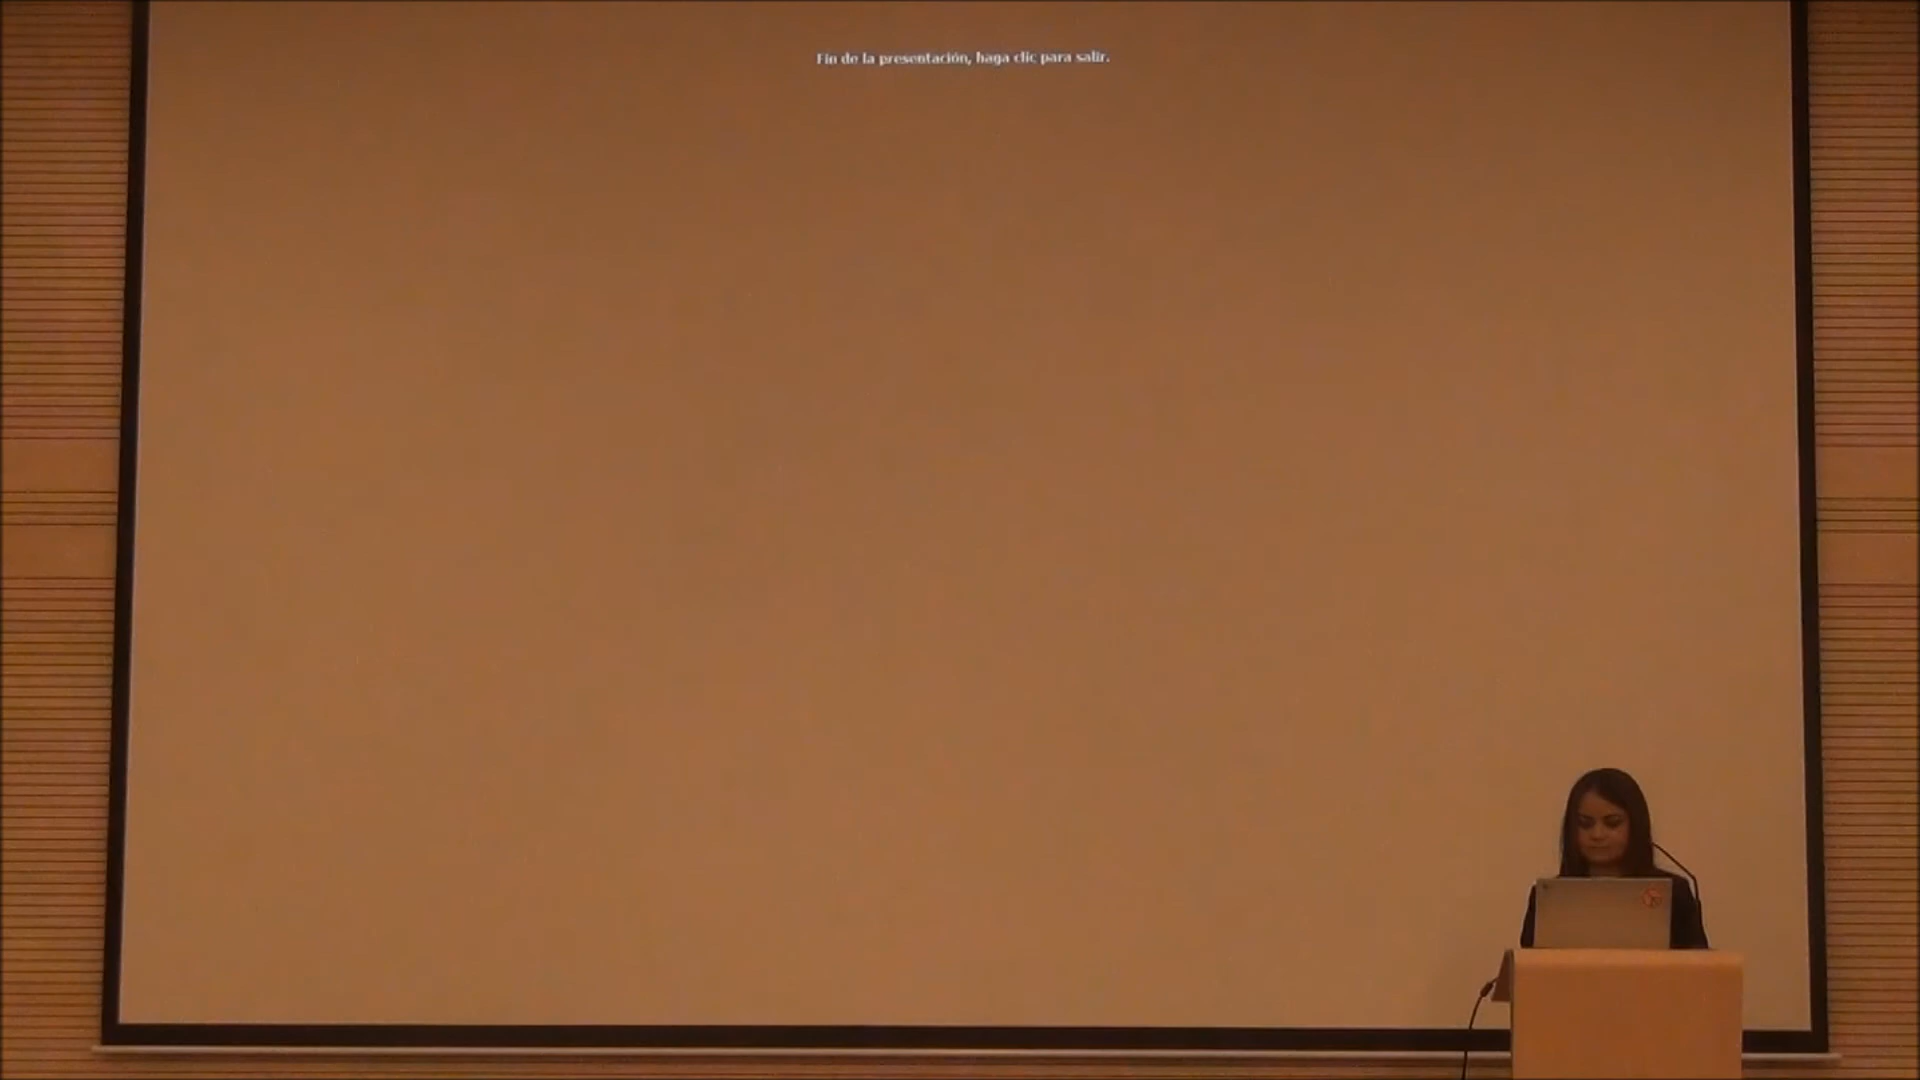 Fin de la presentación, haga clic para salir.